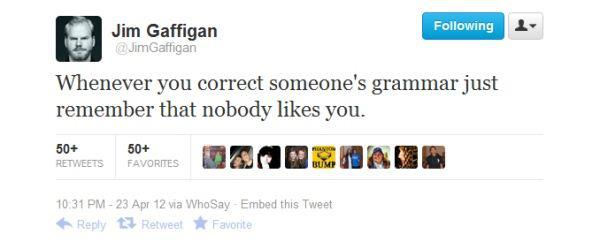 Jim Gaffigan
@JimGaffigan
Following
Whenever you correct someone's grammar just
remember that nobody likes you.
50+
RETWEETS
50+
FAVORITES
BUMP
10:31 PM - 23 Apr 12 via WhoSay · Embed this Tweet
Reply Retweet Favorite